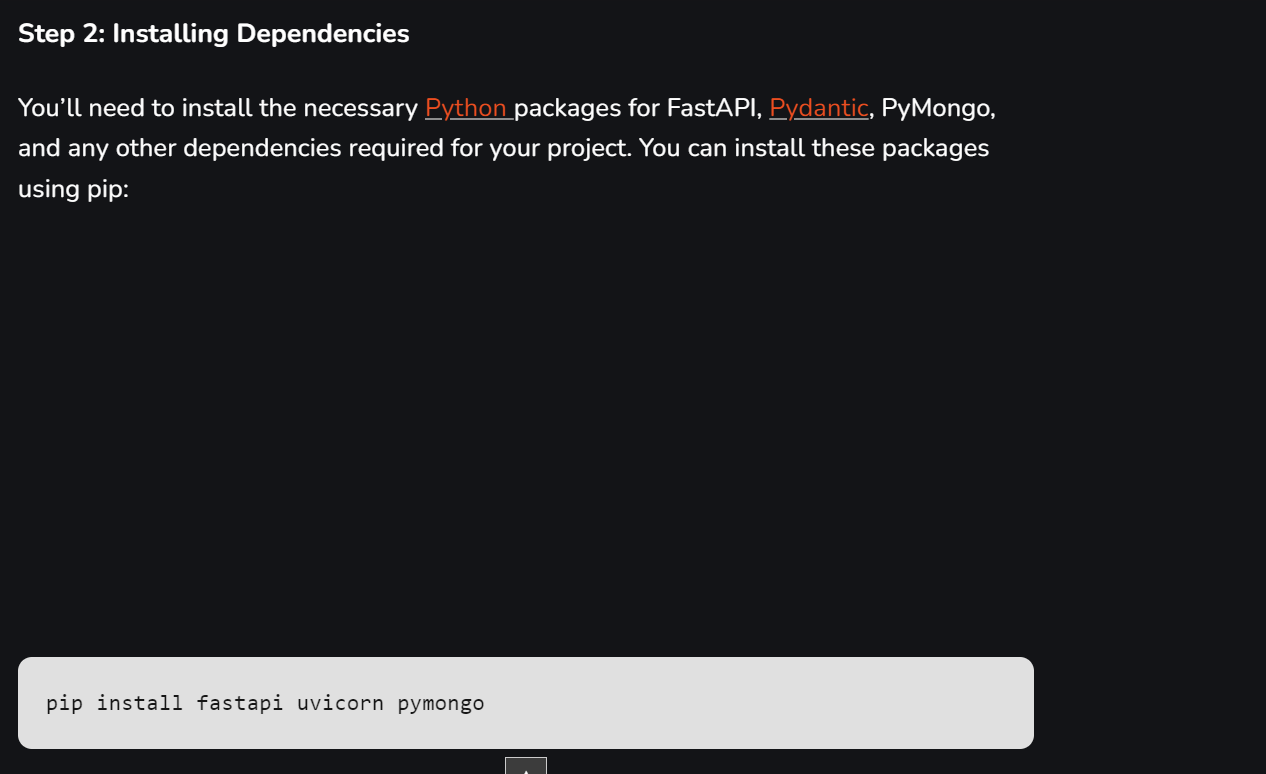 Step 2: Installing Dependencies
You’ll need to install the necessary Python packages for FastAPI, Pydantic, PyMongo,
and any other dependencies required for your project. You can install these packages
using pip:
pip install fastapi uvicorn pymongo